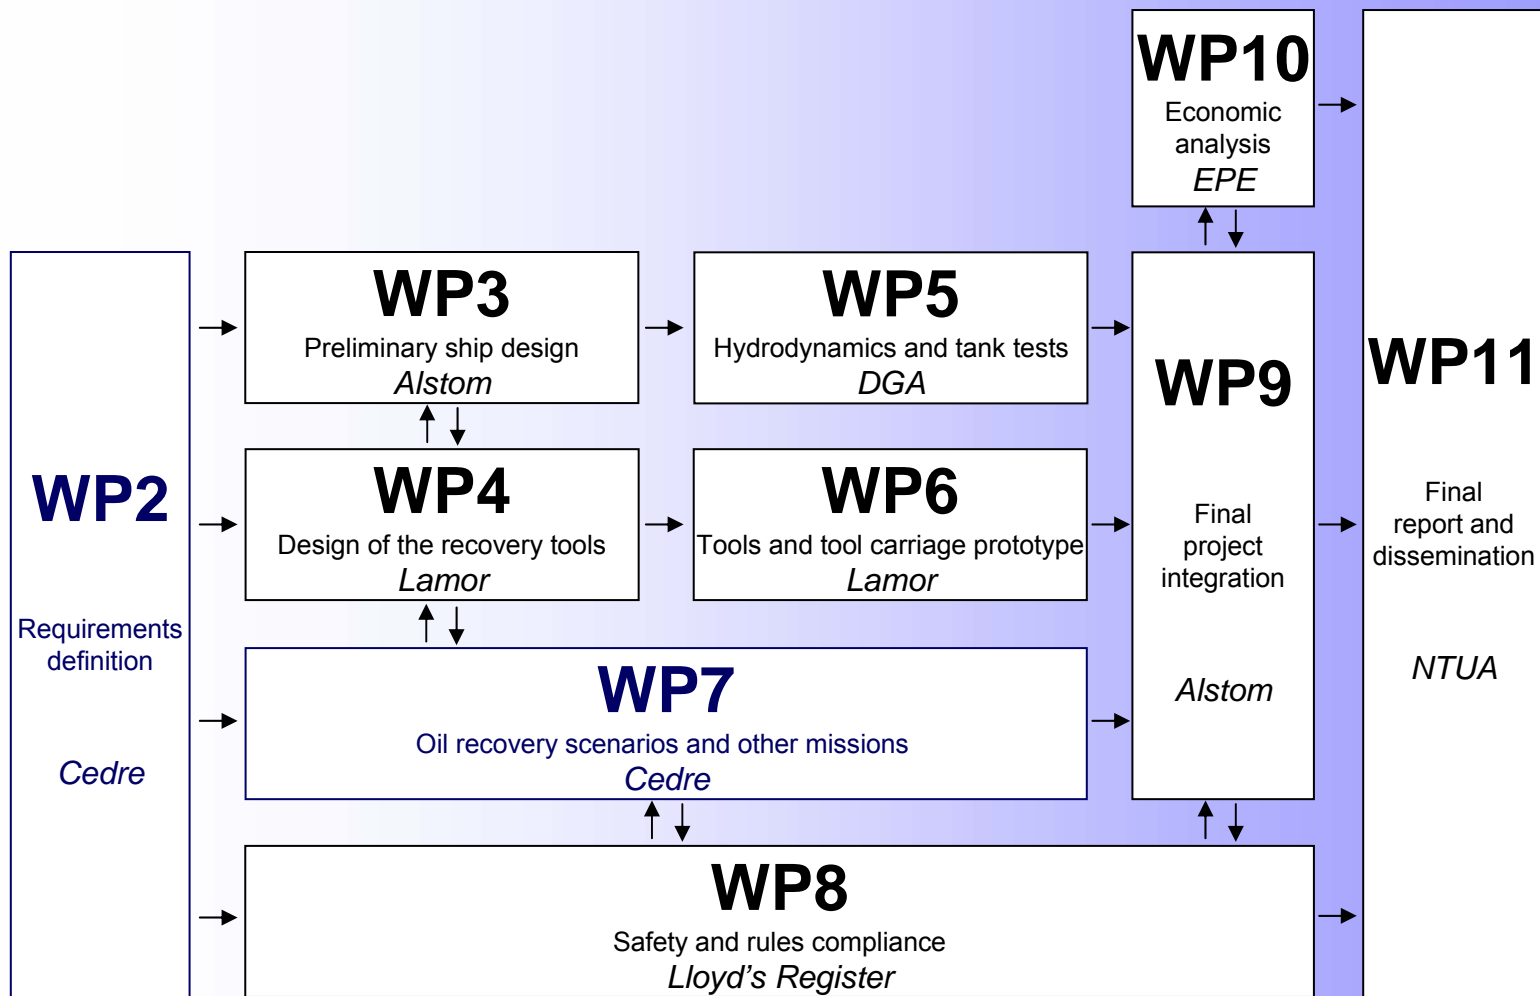 WP10
Economic
analysis
EPE
WP2
Requirements
definition
Cedre
WP3
Preliminary ship design
Alstom
WP5
Hydrodynamics and tank tests
DGA
WP4
Design of the recovery tools
Lamor
WP6
Tools and tool carriage prototype
Lamor
WP7
Oil recovery scenarios and other missions
Cedre
WP8
Safety and rules compliance
Lloyd’s Register
WP9
Final
project
integration
Alstom
WP11
Final
report and
dissemination
NTUA